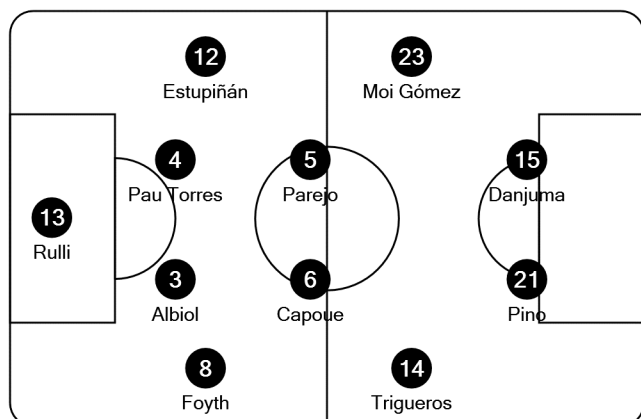 12
Estupiñán
23
Moi Gómez
4
Pau Torres
5
Parejo
15
Danjuma
13
Rulli
3
Albiol
6
Capoue
21
Pino
8
Foyth
14
Trigueros